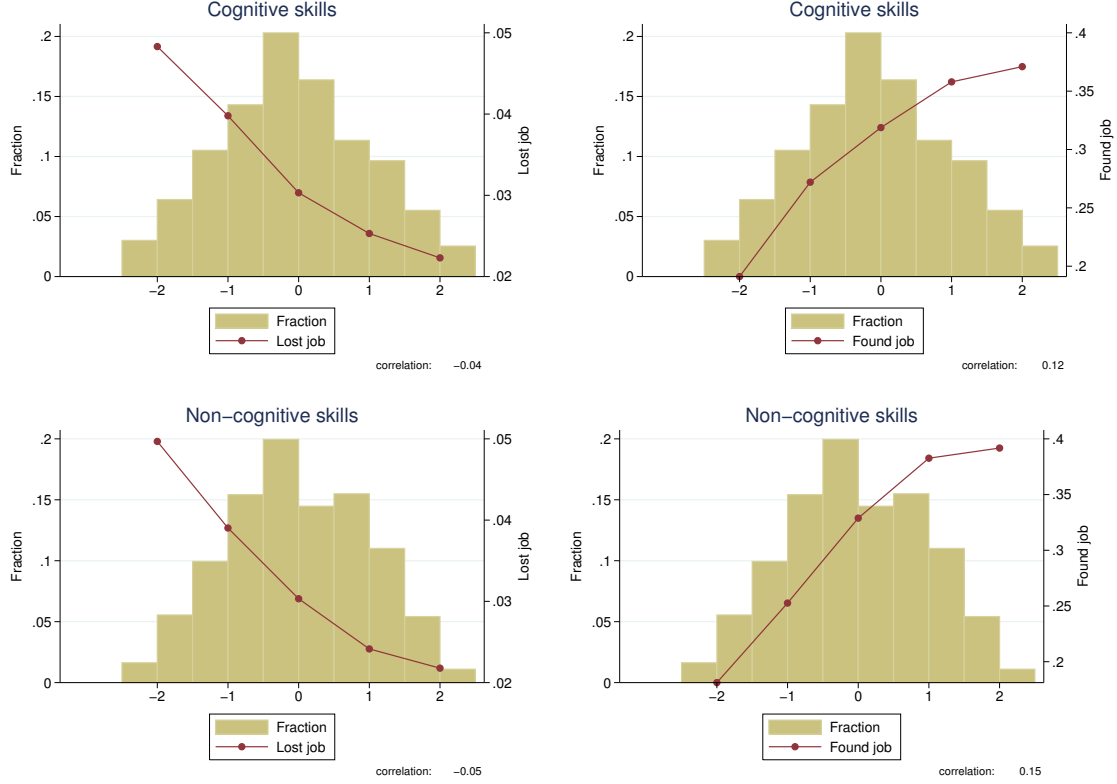 Cognitive skills
.2
.15
.1
.05
0
Fraction
.05
.04
.03
.02
Lost job
−2 −1 0 1 2
Fraction
Lost job
correlation: −0.04
Cognitive skills
.2
.15
.1
.05
0
Fraction
.4
.35
.3
.25
.2
Found job
−2 −1 0 1 2
Fraction
Found job
correlation: 0.12
Non−cognitive skills
.2
.15
.1
.05
0
Fraction
.05
.04
.03
.02
Lost job
−2 −1 0 1 2
Fraction
Lost job
correlation: −0.05
Non−cognitive skills
.2
.15
.1
.05
0
Fraction
.4
.35
.3
.25
.2
Found job
−2 −1 0 1 2
Fraction
Found job
correlation: 0.15